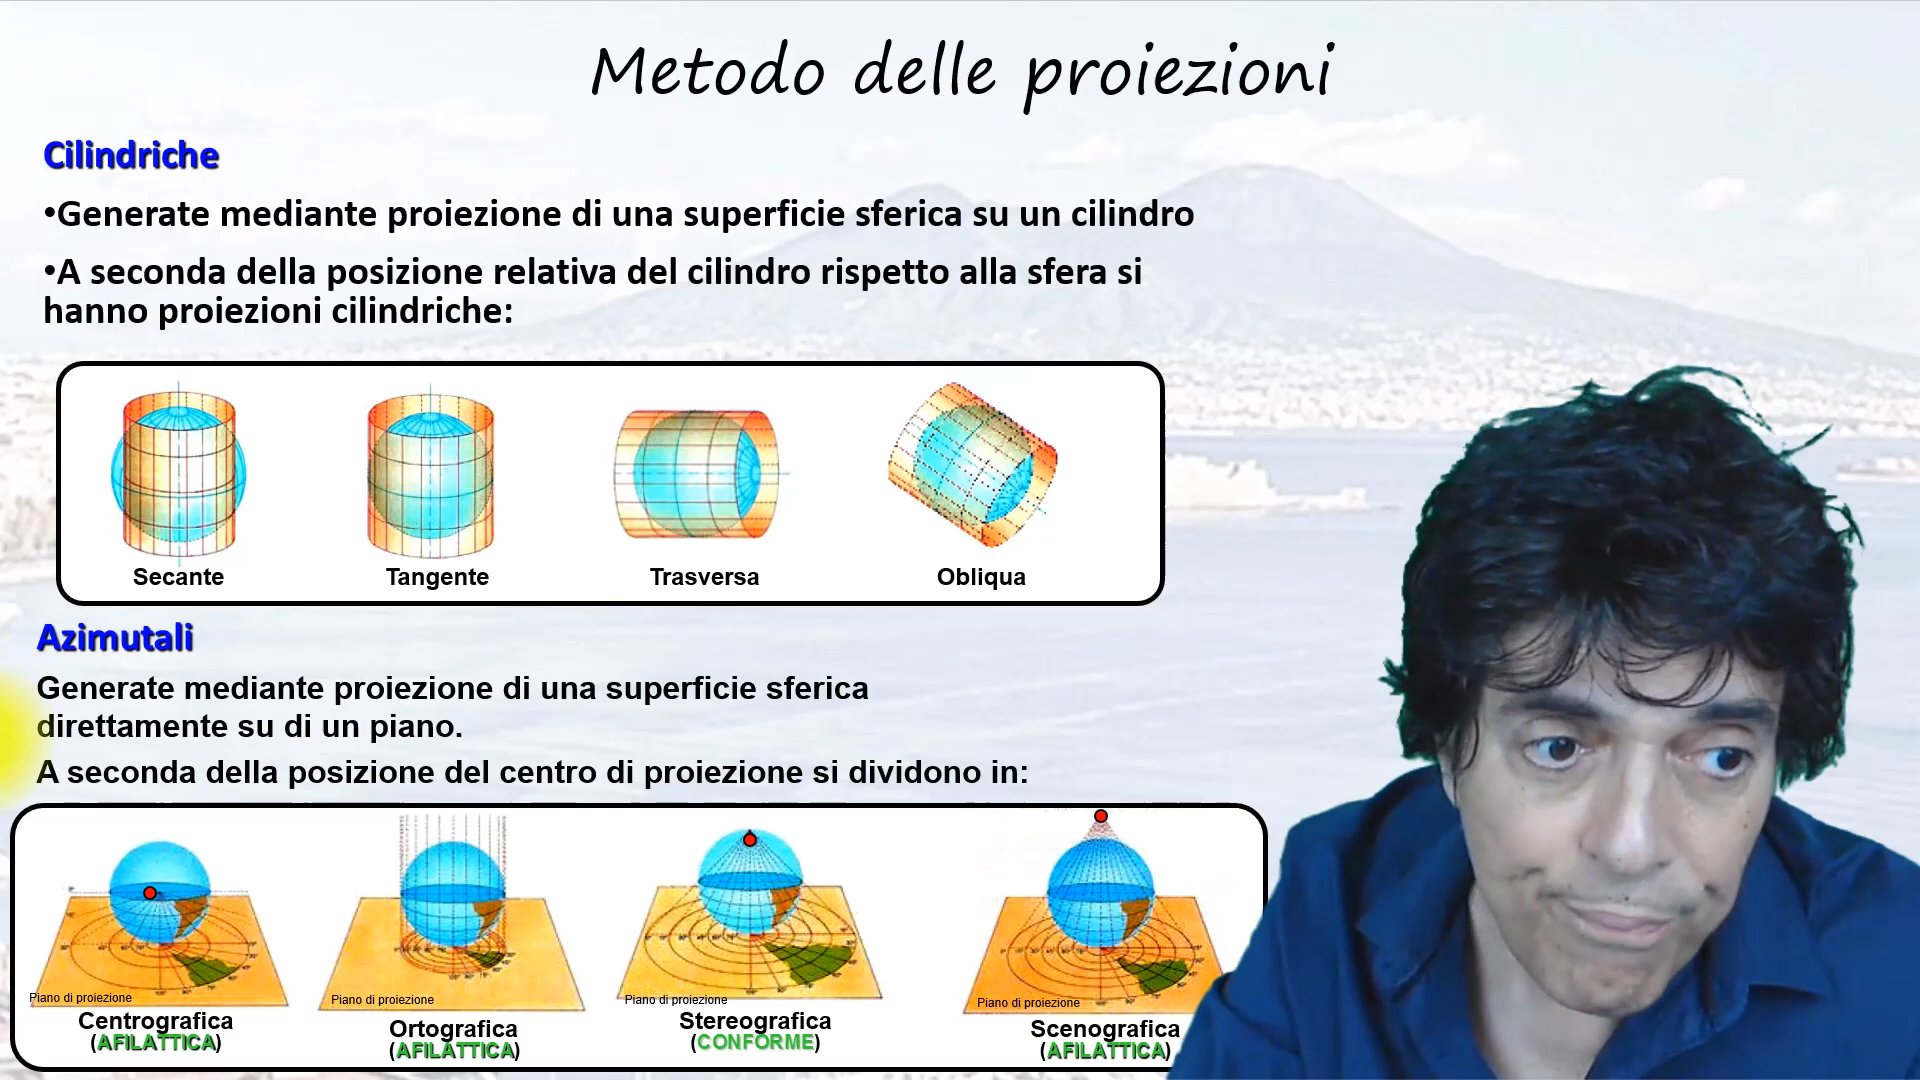 Metodo delle proiezioni
Cilindriche
•Generate mediante proiezione di una superficie sferica su un cilindro
•A seconda della posizione relativa del cilindro rispetto alla sfera si
hanno proiezioni cilindriche:
Secante
Tangente
Trasversa
Obliqua
Azimutali
Generate mediante proiezione di una superficie sferica
direttamente su di un piano.
A seconda della posizione del centro di proiezione si dividono in:
Piano di proiezione
Piano di proiezione
Piano di proiezione
Piano di proiezione
Centrografica
(AFILATTICA)
Ortografica
(AFILATTICA)
Stereografica
(CONFORME)
Scenografica
(AFILATTICA)